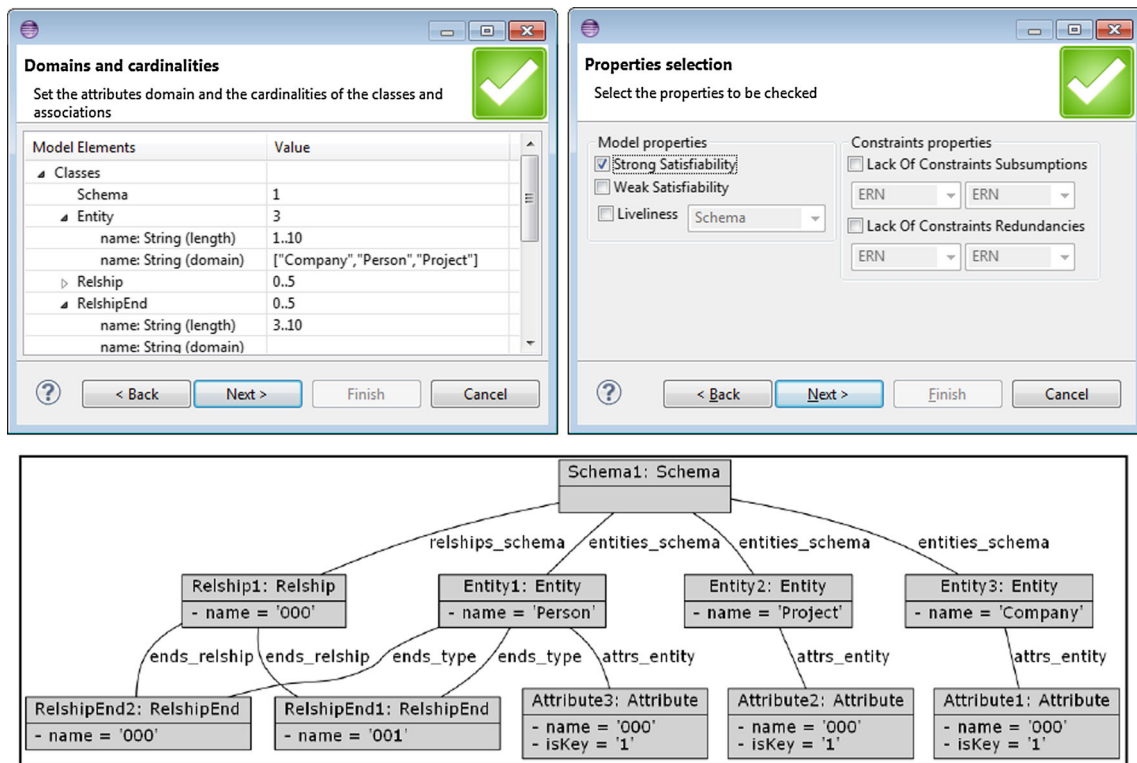 Domains and cardinalities
Set the attributes domain and the cardinalities of the classes and
associations
Model Elements Value
Classes
Schema 1
Entity 3
name: String (length) 1..10
name: String (domain) ["Company","Person","Project"]
Relship 0..5
RelshipEnd 0..5
name: String (length) 3..10
name: String (domain)
? < Back Next > Finish Cancel
Properties selection
Select the properties to be checked
Model properties
Strong Satisfiability
Weak Satisfiability
Liveliness Schema
Constraints properties
Lack Of Constraints Subsumptions
ERN ERN
Lack Of Constraints Redundancies
ERN ERN
? < Back Next > Finish Cancel
Schema1: Schema
relships_schema entities_schema entities_schema entities_schema
Relship1: Relship Entity1: Entity Entity2: Entity Entity3: Entity
- name = '000' - name = 'Person' - name = 'Project' - name = 'Company'
ends_relship ends_relship ends_type ends_type attrs_entity attrs_entity attrs_entity
RelshipEnd2: RelshipEnd RelshipEnd1: RelshipEnd Attribute3: Attribute Attribute2: Attribute Attribute1: Attribute
- name = '000' - name = '001' - name = '000' - name = '000' - name = '000'
- isKey = '1' - isKey = '1' - isKey = '1'